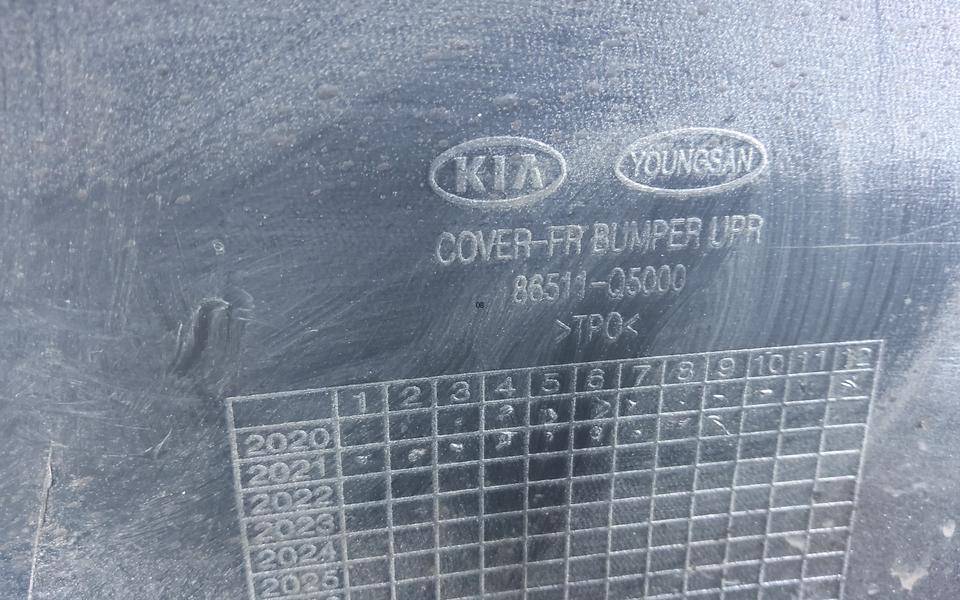 KIA YOUNGSAN
COVER-FR BUMPER UPR
86511-Q5000
>TPO<
1 2 3 4 5 6 7 8 9 10 11 12
2020
2021
2022
2023
2024
2025
08